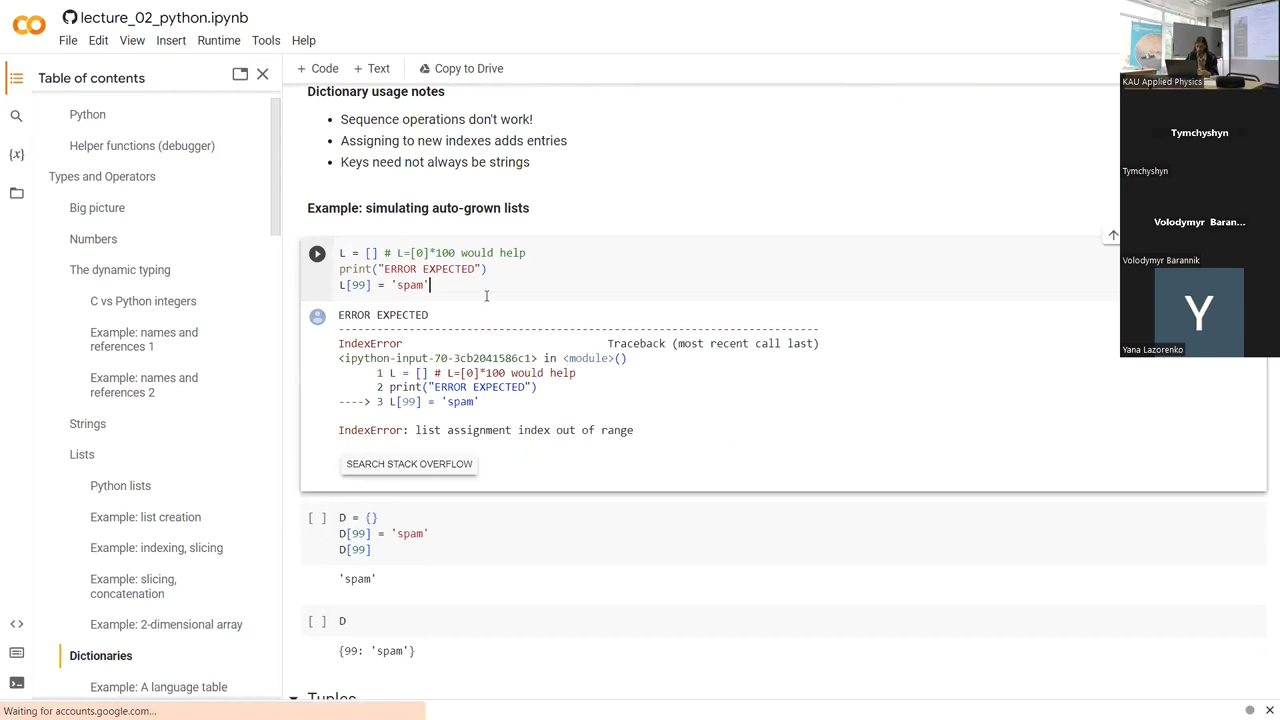 lecture_02_python.ipynb
File Edit View Insert Runtime Tools Help
Table of contents
+ Code + Text Copy to Drive
Python
Helper functions (debugger)
Types and Operators
Big picture
Numbers
The dynamic typing
C vs Python integers
Example: names and
references 1
Example: names and
references 2
Strings
Lists
Python lists
Example: list creation
Example: indexing, slicing
Example: slicing,
concatenation
Example: 2-dimensional array
Dictionaries
Example: A language table
Dictionary usage notes
Sequence operations don't work!
Assigning to new indexes adds entries
Keys need not always be strings
Example: simulating auto-grown lists
L = [] # L=[0]*100 would help
print("ERROR EXPECTED")
L[99] = 'spam'
ERROR EXPECTED
---------------------------------------------------------------------------
IndexError Traceback (most recent call last)
<ipython-input-70-3cb2041586c1> in <module>()
1 L = [] # L=[0]*100 would help
2 print("ERROR EXPECTED")
----> 3 L[99] = 'spam'
IndexError: list assignment index out of range
SEARCH STACK OVERFLOW
[ ] D = {}
D[99] = 'spam'
D[99]
'spam'
[ ] D
{99: 'spam'}
Tuples
KAU Applied Physics
Tymchyshyn
Tymchyshyn
Volodymyr Baran...
Volodymyr Barannik
Y
Yana Lazorenko
Waiting for accounts.google.com...